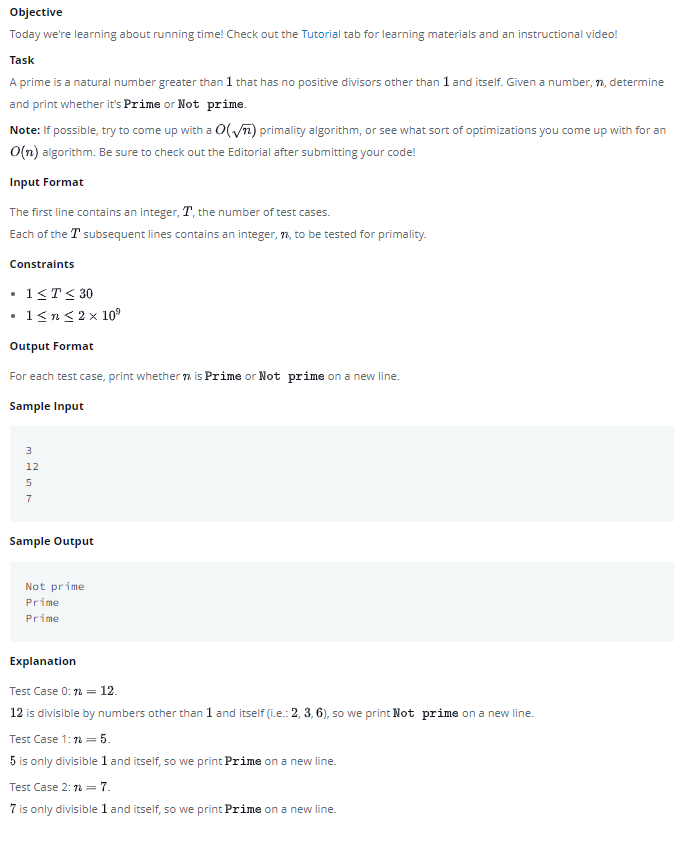 Objective
Today we're learning about running time! Check out the Tutorial tab for learning materials and an instructional video!
Task
A prime is a natural number greater than 1 that has no positive divisors other than 1 and itself. Given a number, n, determine
and print whether it's Prime or Not prime.
Note: If possible, try to come up with a O(√n) primality algorithm, or see what sort of optimizations you come up with for an
O(n) algorithm. Be sure to check out the Editorial after submitting your code!
Input Format
The first line contains an integer, T, the number of test cases.
Each of the T subsequent lines contains an integer, n, to be tested for primality.
Constraints
• 1 ≤ T ≤ 30
• 1 ≤ n ≤ 2 × 10⁹
Output Format
For each test case, print whether n is Prime or Not prime on a new line.
Sample Input
3
12
5
7
Sample Output
Not prime
Prime
Prime
Explanation
Test Case 0: n = 12.
12 is divisible by numbers other than 1 and itself (i.e.: 2, 3, 6), so we print Not prime on a new line.
Test Case 1: n = 5.
5 is only divisible 1 and itself, so we print Prime on a new line.
Test Case 2: n = 7.
7 is only divisible 1 and itself, so we print Prime on a new line.